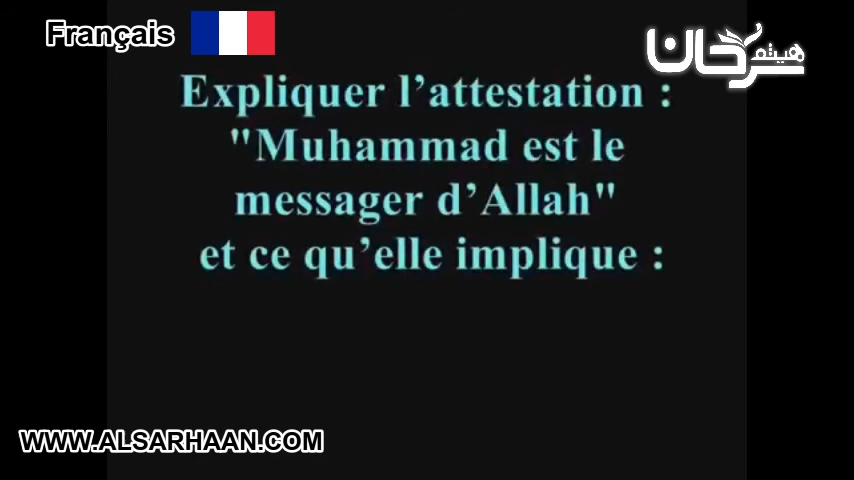 Français
هيثم سرحان
Expliquer l’attestation :
"Muhammad est le
messager d’Allah"
et ce qu’elle implique :
WWW.ALSARHAAN.COM